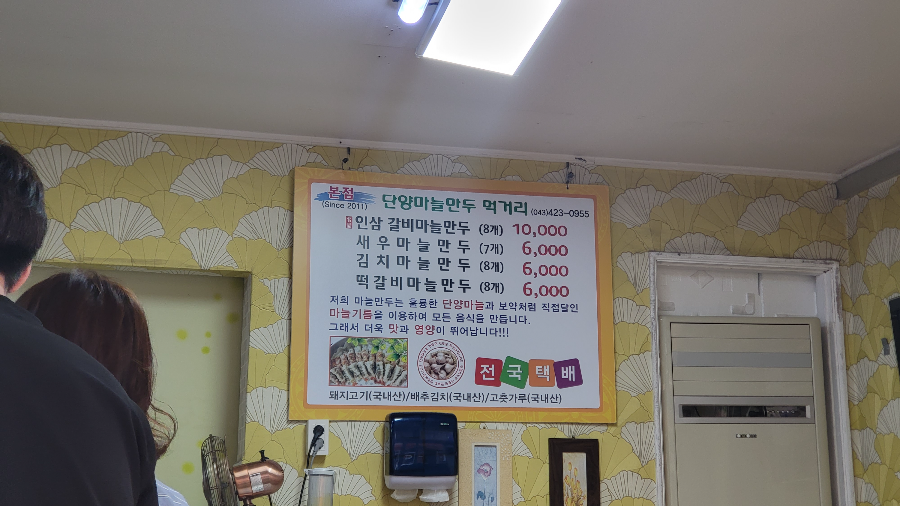 본점
(Since 2011)
단양마늘만두 먹거리 (043)423-0955
인삼 갈비마늘만두 (8개) 10,000
새우마늘만두 (7개) 6,000
김치마늘만두 (8개) 6,000
떡갈비마늘만두 (8개) 6,000
저희 마늘만두는 훌륭한 단양마늘과 보약처럼 직접달인
마늘기름을 이용하여 모든 음식을 만듭니다.
그래서 더욱 맛과 영양이 뛰어납니다!!!
전국택배
돼지고기(국내산)/배추김치(국내산)/고춧가루(국내산)